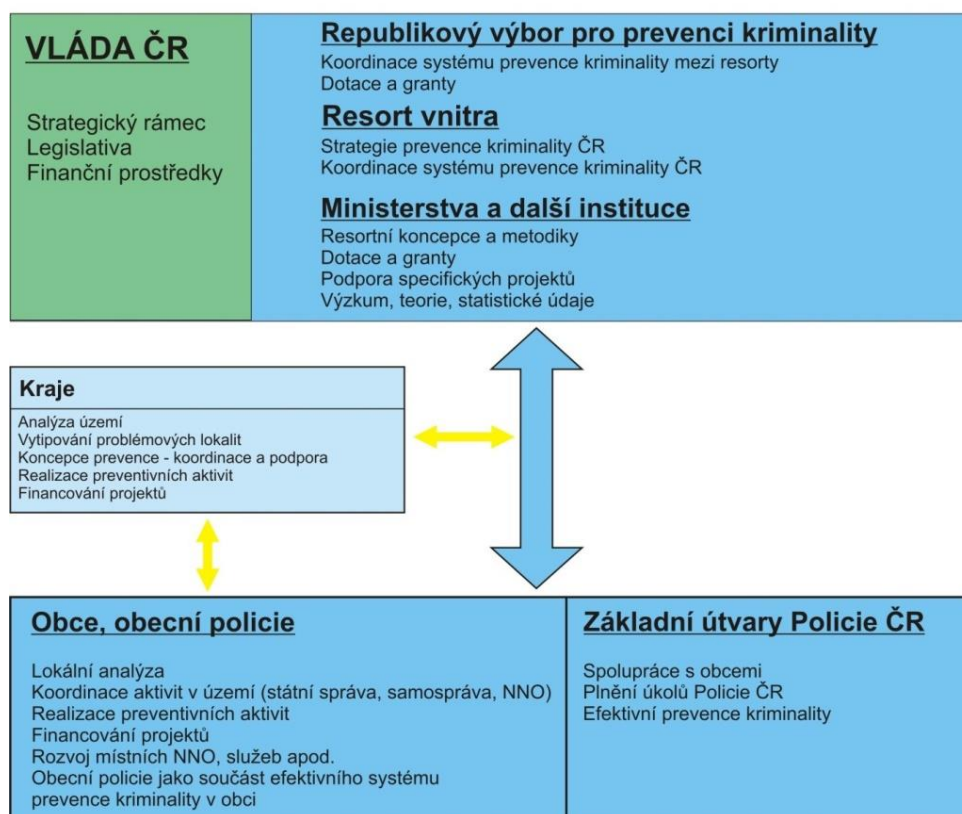 VLÁDA ČR
Strategický rámec
Legislativa
Finanční prostředky
Republikový výbor pro prevenci kriminality
Koordinace systému prevence kriminality mezi resorty
Dotace a granty
Resort vnitra
Strategie prevence kriminality ČR
Koordinace systému prevence kriminality ČR
Ministerstva a další instituce
Resortní koncepce a metodiky
Dotace a granty
Podpora specifických projektů
Výzkum, teorie, statistické údaje
Kraje
Analýza území
Vytipování problémových lokalit
Koncepce prevence - koordinace a podpora
Realizace preventivních aktivit
Financování projektů
Obce, obecní policie
Lokální analýza
Koordinace aktivit v území (státní správa, samospráva, NNO)
Realizace preventivních aktivit
Financování projektů
Rozvoj místních NNO, služeb apod.
Obecní policie jako součást efektivního systému
prevence kriminality v obci
Základní útvary Policie ČR
Spolupráce s obcemi
Plnění úkolů Policie ČR
Efektivní prevence kriminality